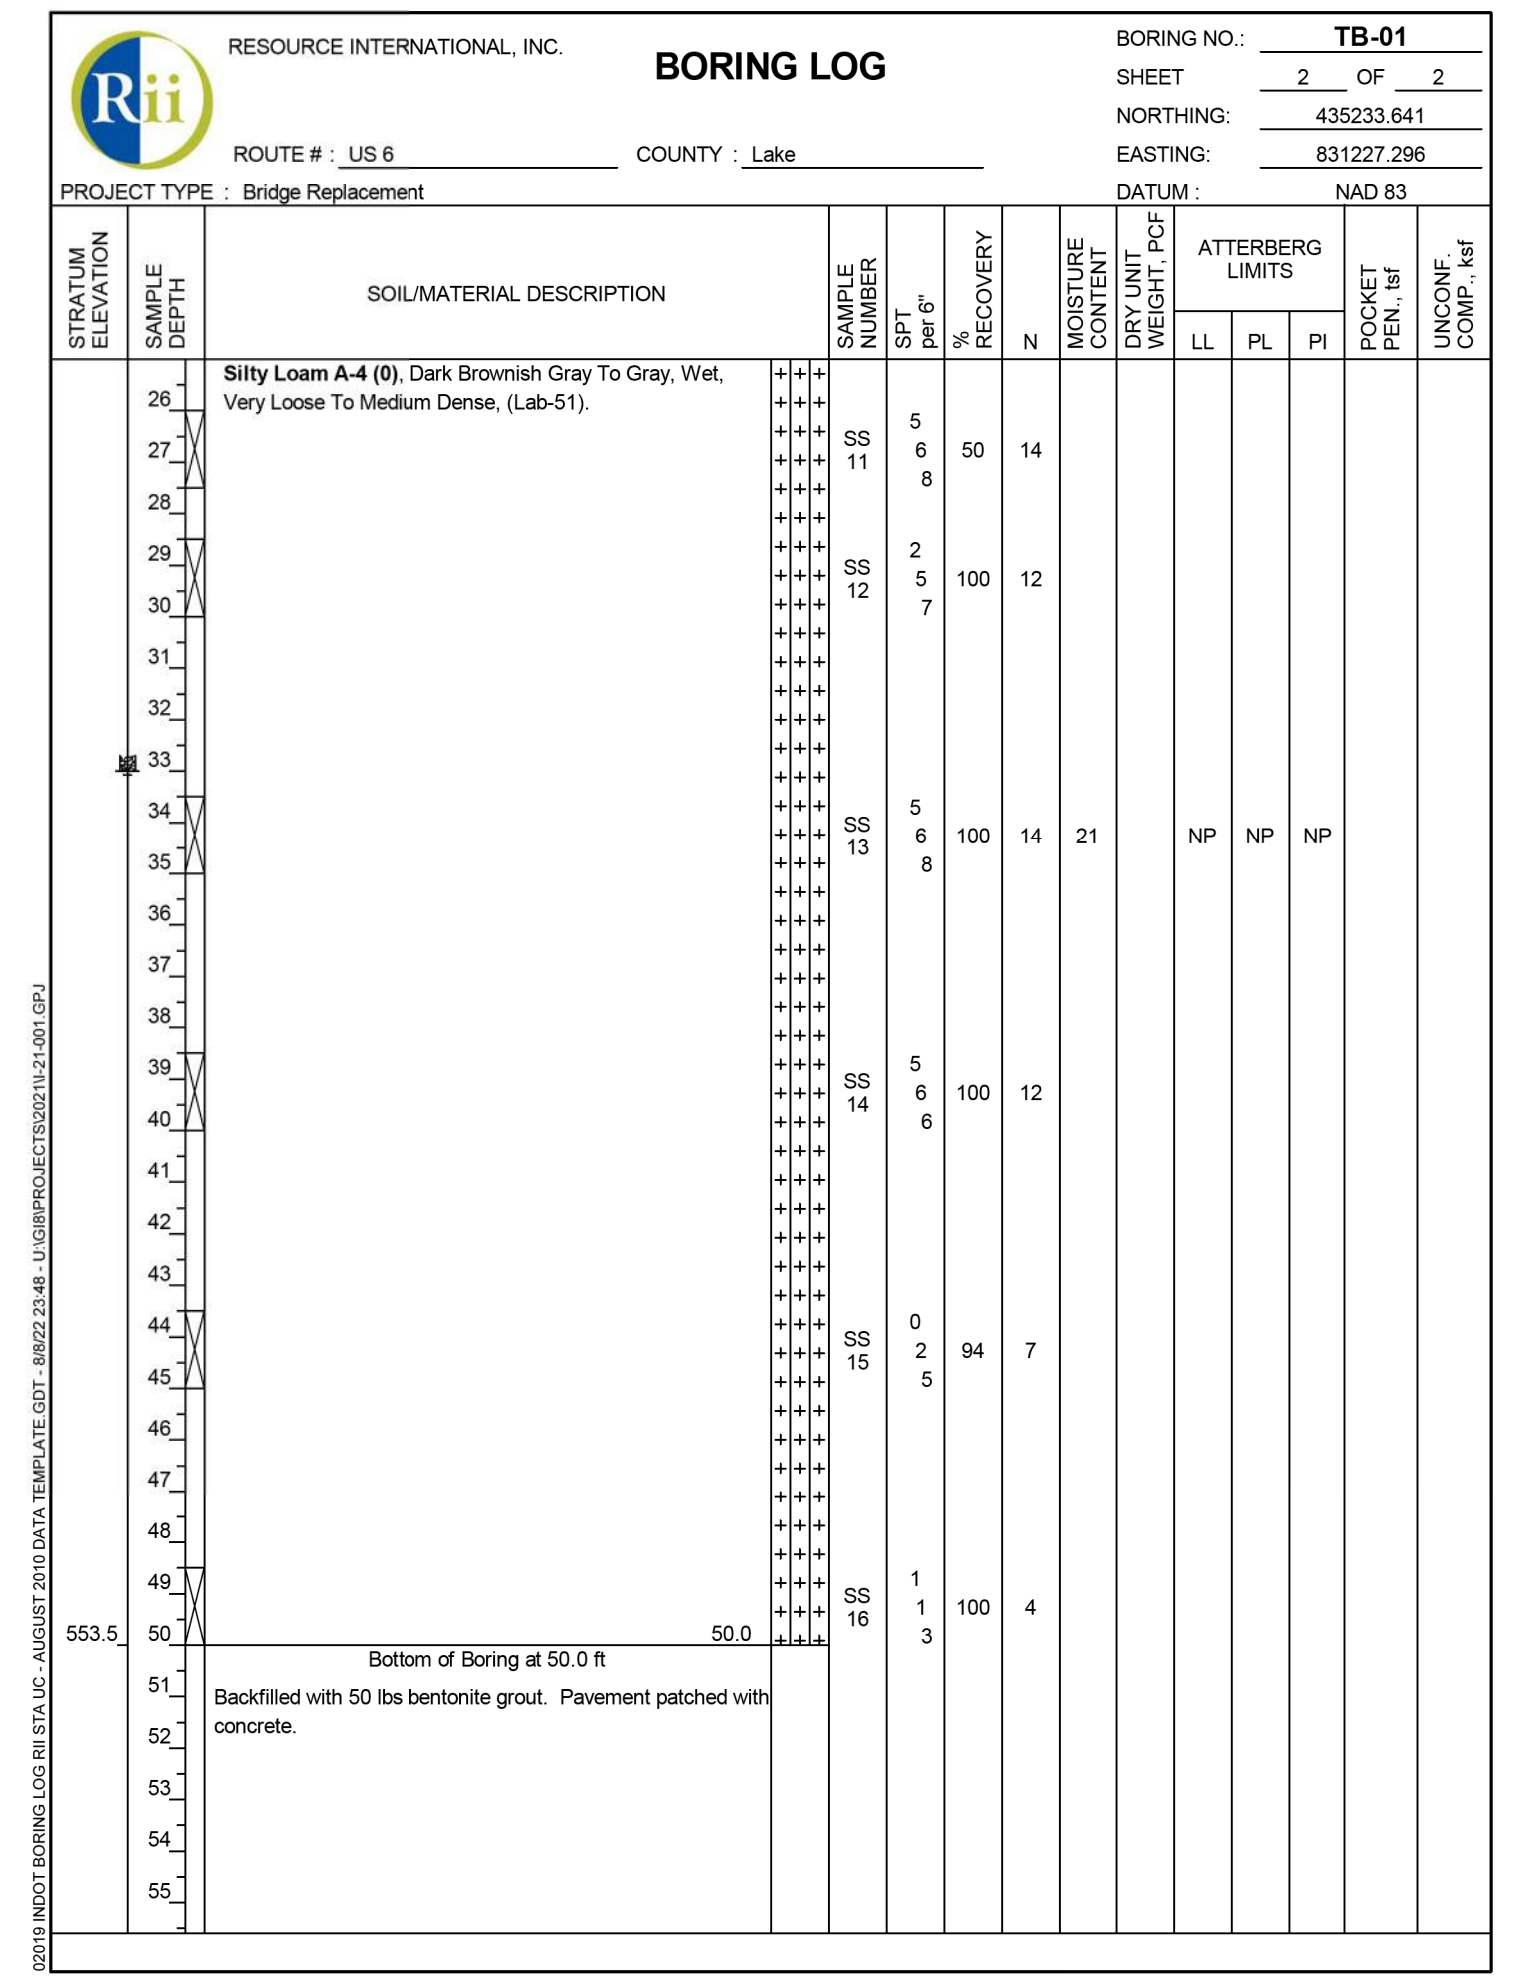 Rii
RESOURCE INTERNATIONAL, INC.
BORING LOG
BORING NO.: TB-01
SHEET 2 OF 2
NORTHING: 435233.641
ROUTE # : US 6 COUNTY : Lake
EASTING: 831227.296
PROJECT TYPE : Bridge Replacement
DATUM : NAD 83
STRATUM ELEVATION
SAMPLE DEPTH
SOIL/MATERIAL DESCRIPTION
SAMPLE NUMBER
SPT per 6"
% RECOVERY
N
MOISTURE CONTENT
DRY UNIT WEIGHT, PCF
ATTERBERG LIMITS
LL PL PI
POCKET PEN., tsf
UNCONF. COMP., ksf
Silty Loam A-4 (0), Dark Brownish Gray To Gray, Wet,
26 Very Loose To Medium Dense, (Lab-51).
27 SS 11 5 6 8 50 14
28
29 SS 12 2 5 7 100 12
30
31
32
33
34 SS 13 5 6 8 100 14 21 NP NP NP
35
36
37
38
39 SS 14 5 6 6 100 12
40
41
42
43
44 SS 15 0 2 5 94 7
45
46
47
48
49 SS 16 1 1 3 100 4
553.5 50 50.0
Bottom of Boring at 50.0 ft
51 Backfilled with 50 lbs bentonite grout. Pavement patched with
concrete.
52
53
54
55
02019 INDOT BORING LOG RII STA UC - AUGUST 2010 DATA TEMPLATE.GDT - 8/8/22 23:48 - U:\GI8\PROJECTS\2021\I-21-001.GPJ